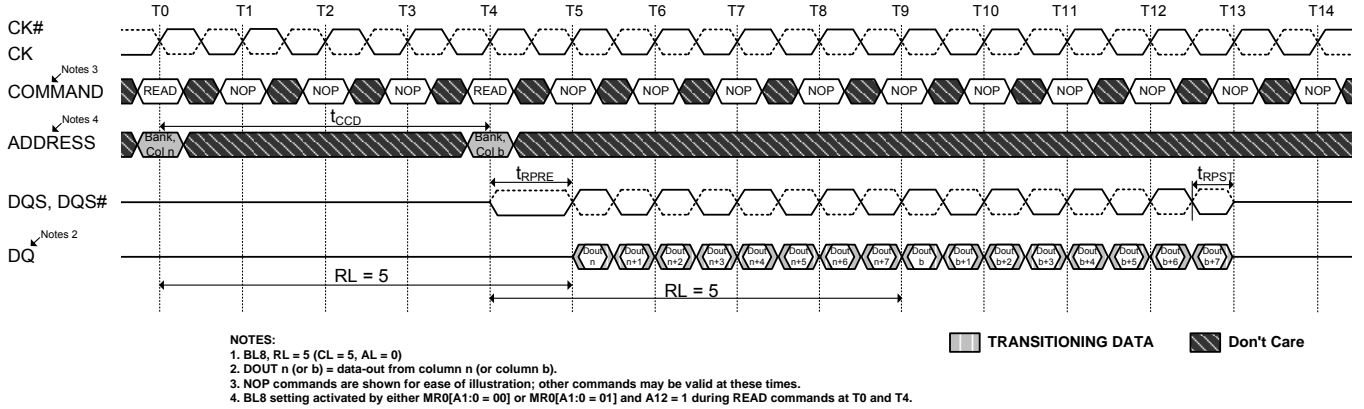 T0 T1 T2 T3 T4 T5 T6 T7 T8 T9 T10 T11 T12 T13 T14
CK#
CK
Notes 3
COMMAND READ NOP NOP NOP READ NOP NOP NOP NOP NOP NOP NOP NOP NOP NOP
Notes 4
tCCD
ADDRESS Bank, Col n Bank, Col b
tRPRE tRPST
DQS, DQS#
Notes 2
DQ Dout n Dout n+1 Dout n+2 Dout n+3 Dout n+4 Dout n+5 Dout n+6 Dout n+7 Dout b Dout b+1 Dout b+2 Dout b+3 Dout b+4 Dout b+5 Dout b+6 Dout b+7
RL = 5
RL = 5
NOTES:
1. BL8, RL = 5 (CL = 5, AL = 0)
2. DOUT n (or b) = data-out from column n (or column b).
3. NOP commands are shown for ease of illustration; other commands may be valid at these times.
4. BL8 setting activated by either MR0[A1:0 = 00] or MR0[A1:0 = 01] and A12 = 1 during READ commands at T0 and T4.
TRANSITIONING DATA Don't Care